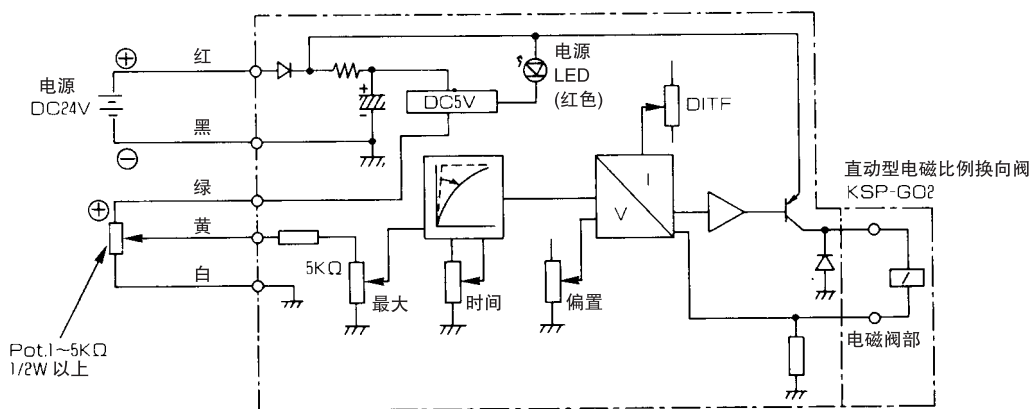 红
电源
DC24V
黑
绿
黄
白
Pot.1~5KΩ
1/2W 以上
+
-
DC5V
电源
LED
(红色)
DITF
5KΩ
最大
时间
I
V
偏置
直动型电磁比例换向阀
KSP-G02
电磁阀部